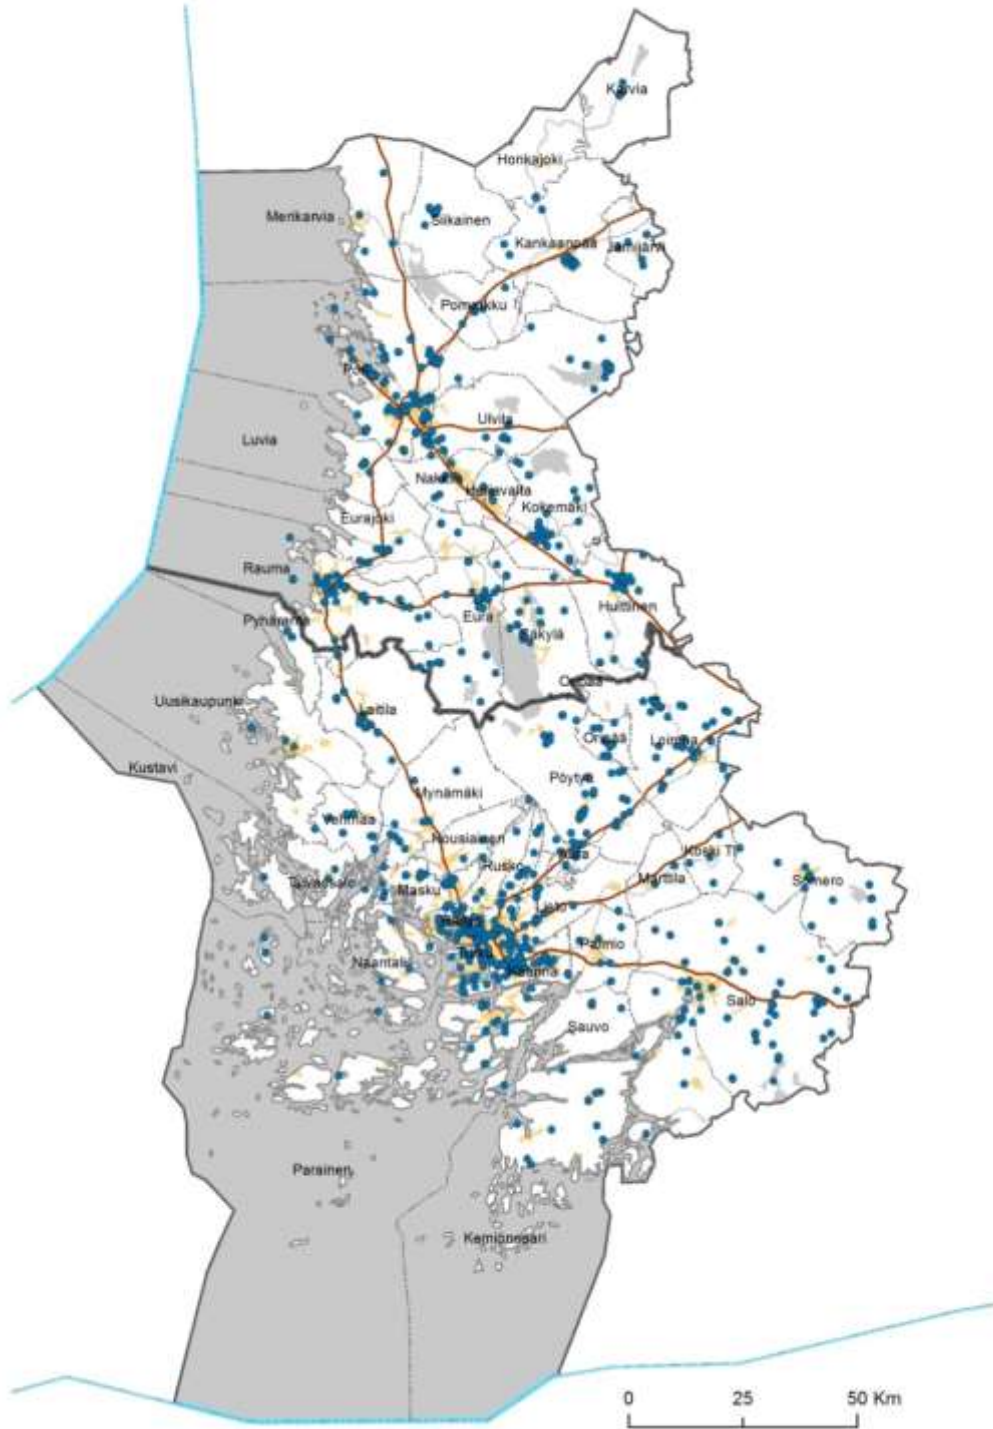 Karvia
Honkajoki
Merikarvia
Siikainen
Kankaanpää
Jämijärvi
Pomarkku
Ulvila
Luvia
Nakkila
Harjavalta
Kokemäki
Eurajoki
Rauma
Huittinen
Eura
Pyhäranta
Säkylä
Oripää
Uusikaupunki
Laitila
Loimaa
Kustavi
Pöytyä
Mynämäki
Vehmaa
Nousiainen
Rusko
Aura
Koski Tl
Marttila
Somero
Taivassalo
Masku
Lieto
Raisio
Turku
Paimio
Naantali
Kaarina
Salo
Sauvo
Parainen
Kemiönsaari
0 25 50 Km